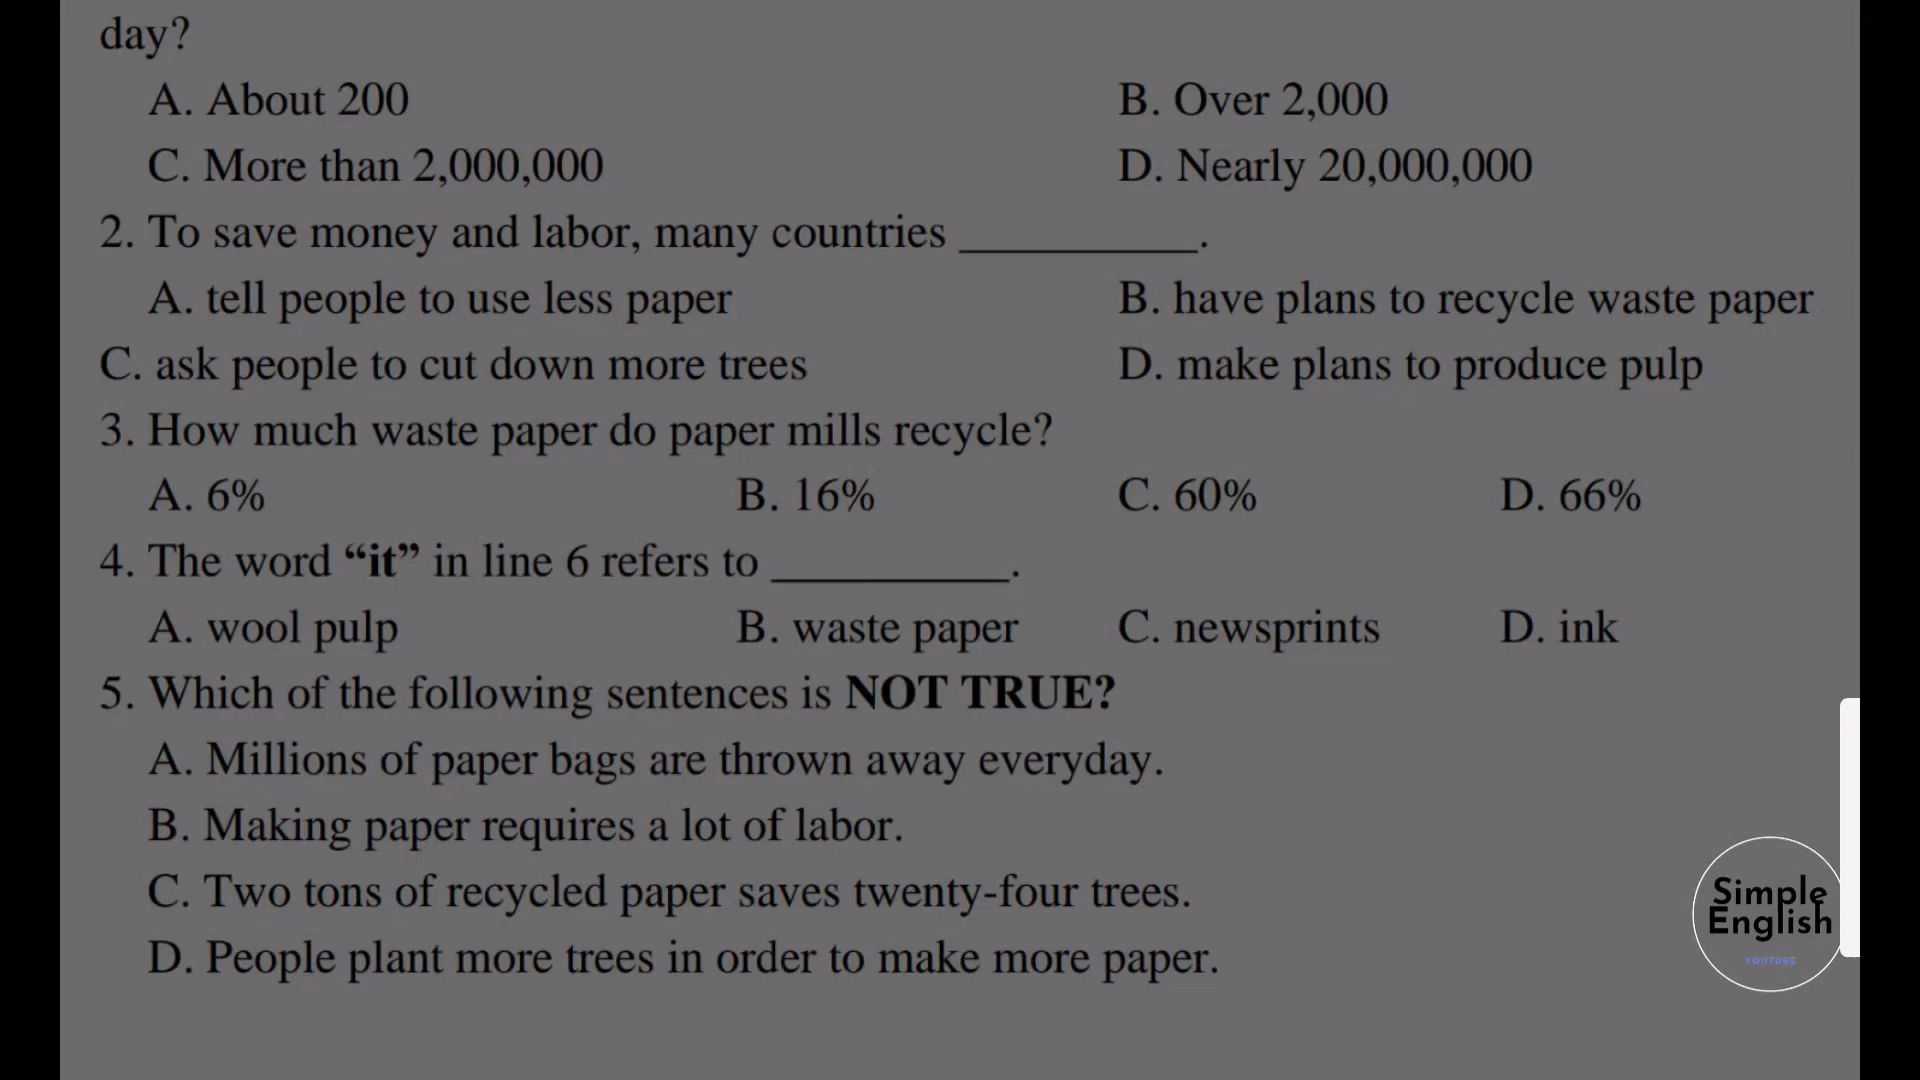 day?
A. About 200 B. Over 2,000
C. More than 2,000,000 D. Nearly 20,000,000
2. To save money and labor, many countries __________.
A. tell people to use less paper B. have plans to recycle waste paper
C. ask people to cut down more trees D. make plans to produce pulp
3. How much waste paper do paper mills recycle?
A. 6% B. 16% C. 60% D. 66%
4. The word “it” in line 6 refers to __________.
A. wool pulp B. waste paper C. newsprints D. ink
5. Which of the following sentences is NOT TRUE?
A. Millions of paper bags are thrown away everyday.
B. Making paper requires a lot of labor.
C. Two tons of recycled paper saves twenty-four trees.
D. People plant more trees in order to make more paper.
Simple
English
YOUTUBE